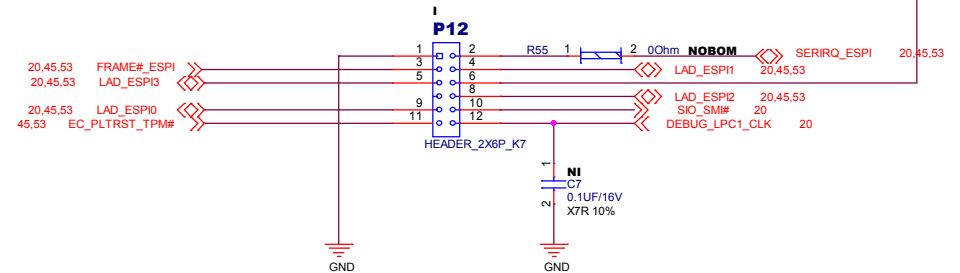 I
P12
1 2 R55 1 2 0Ohm NOBOM SERIRQ_ESPI 20,45,53
20,45,53 FRAME#_ESPI 3 4 LAD_ESPI1 20,45,53
20,45,53 LAD_ESPI3 5 6
8 LAD_ESPI2 20,45,53
20,45,53 LAD_ESPI0 9 10 SIO_SMI# 20
45,53 EC_PLTRST_TPM# 11 12 DEBUG_LPC1_CLK 20
HEADER_2X6P_K7
1
NI
C7
0.1UF/16V
2
X7R 10%
GND GND